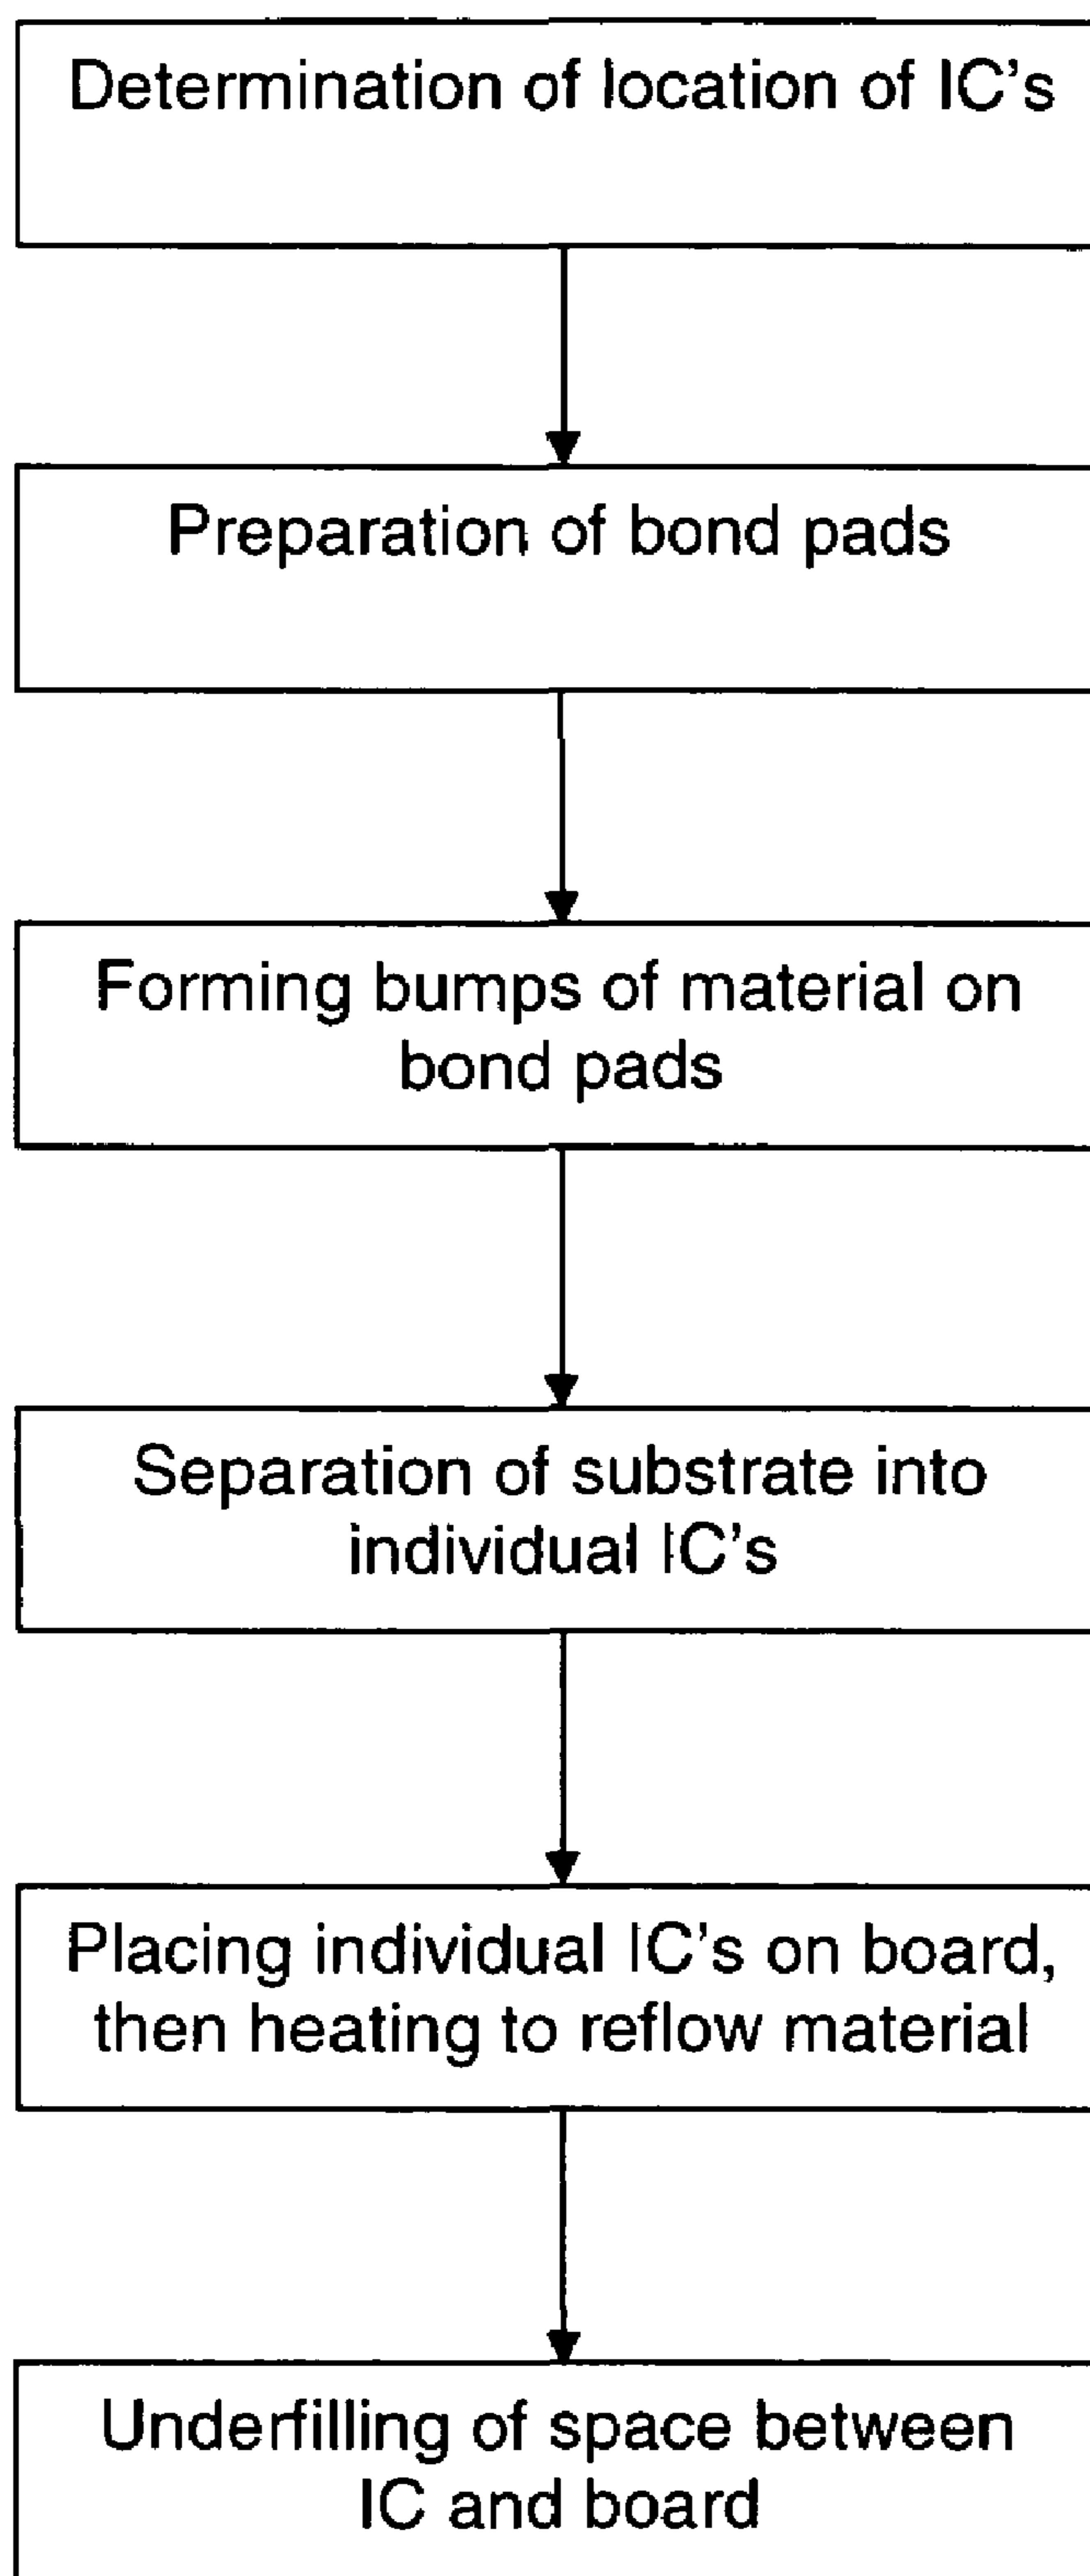 Determination of location of IC's
Preparation of bond pads
Forming bumps of material on
bond pads
Separation of substrate into
individual IC's
Placing individual IC's on board,
then heating to reflow material
Underfilling of space between
IC and board